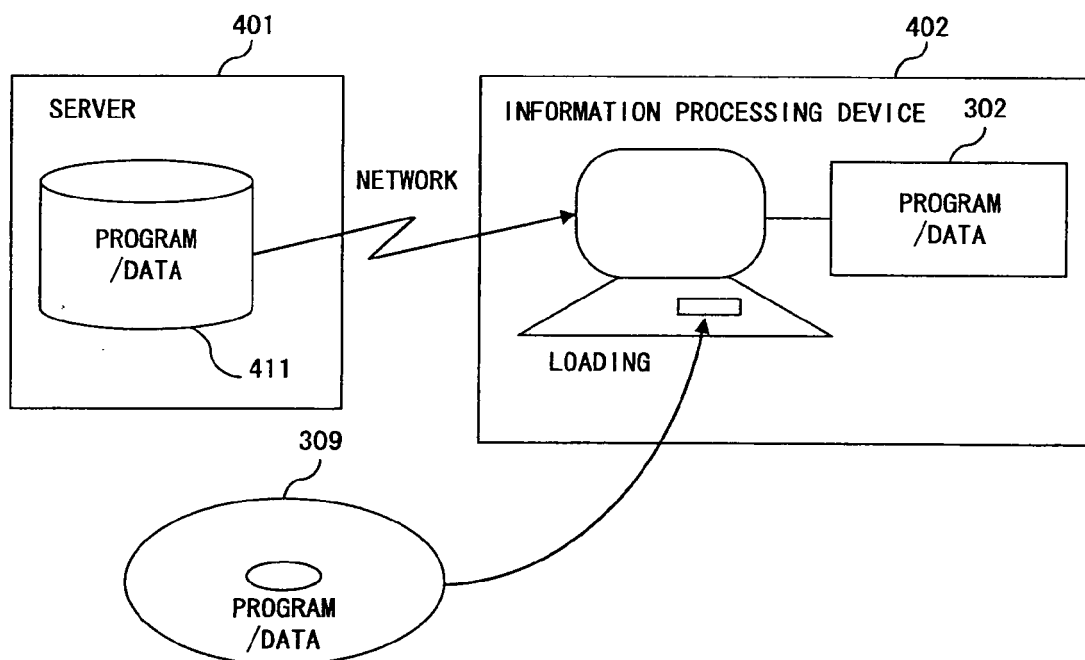 401
402
SERVER
INFORMATION PROCESSING DEVICE
302
NETWORK
PROGRAM
/DATA
PROGRAM
/DATA
411
LOADING
309
PROGRAM
/DATA